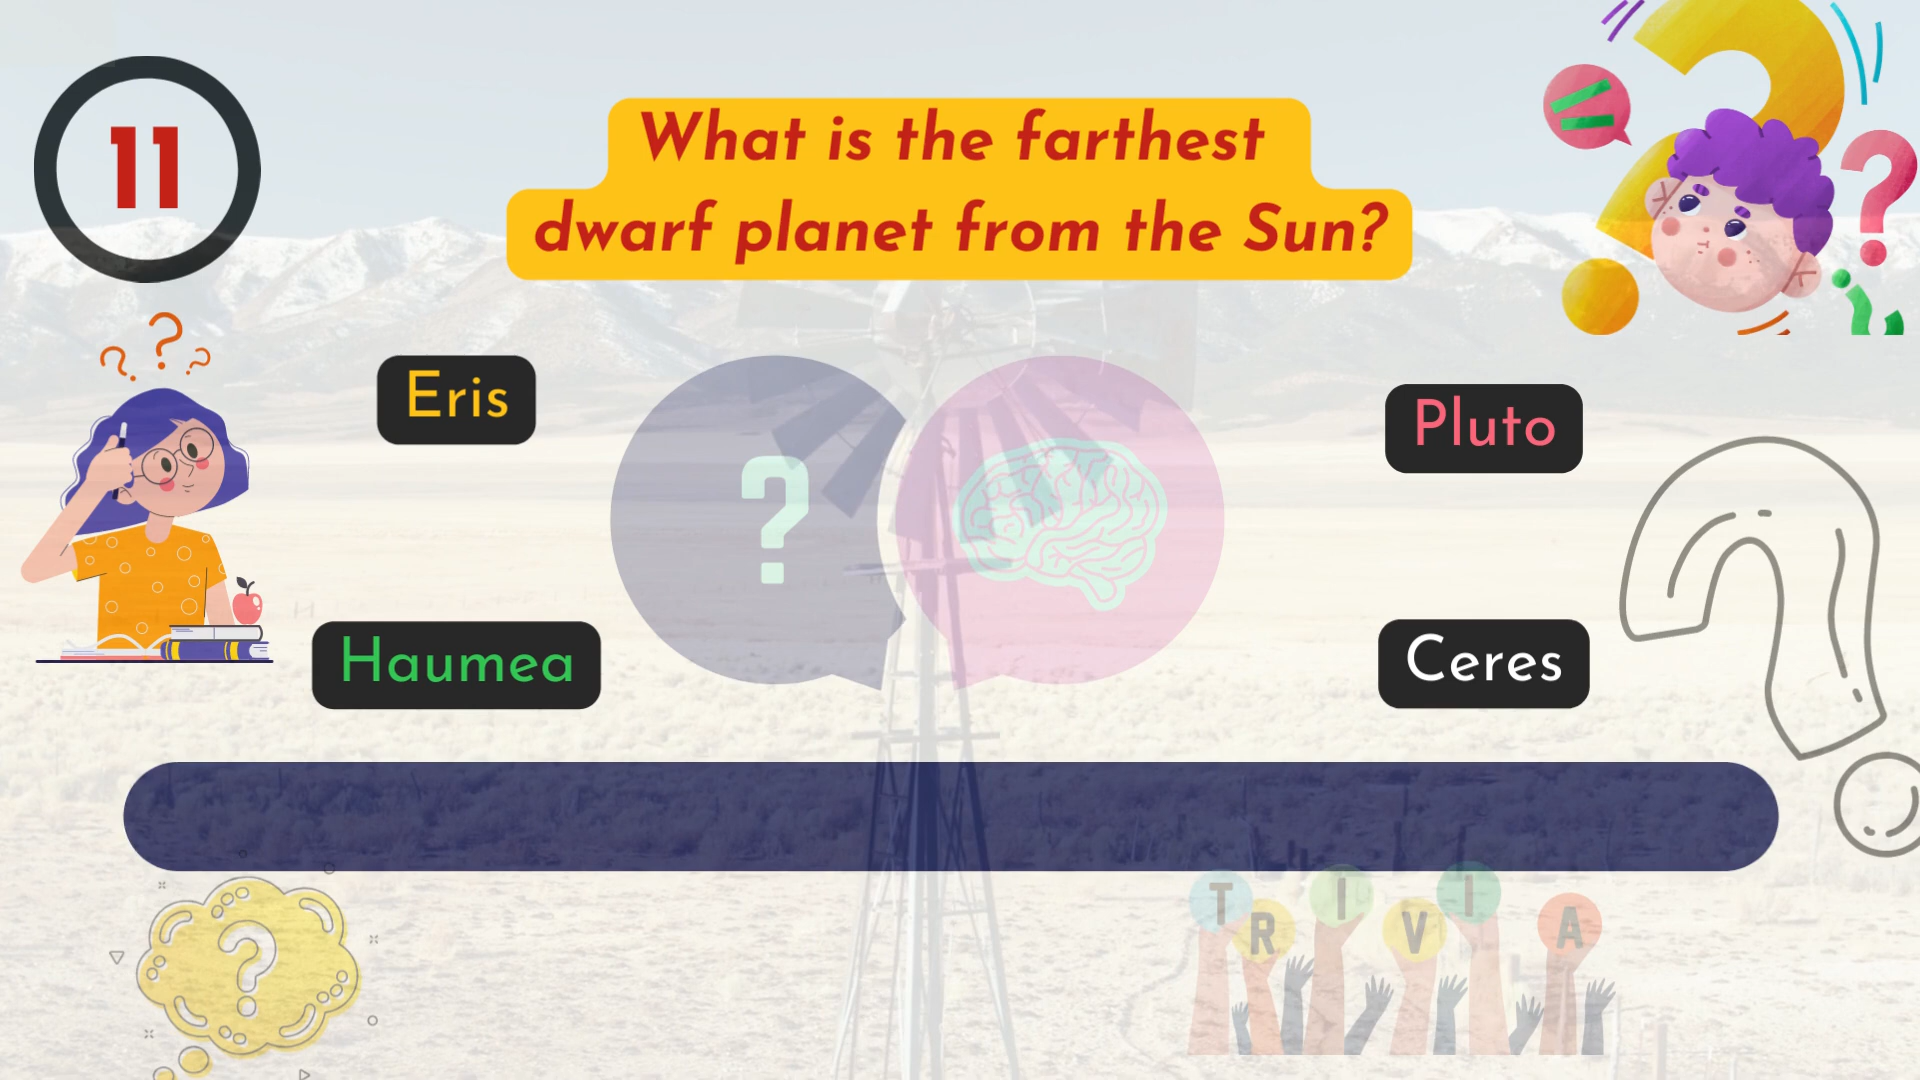 11
What is the farthest
dwarf planet from the Sun?
Eris
Pluto
Haumea
Ceres
TRIVIA